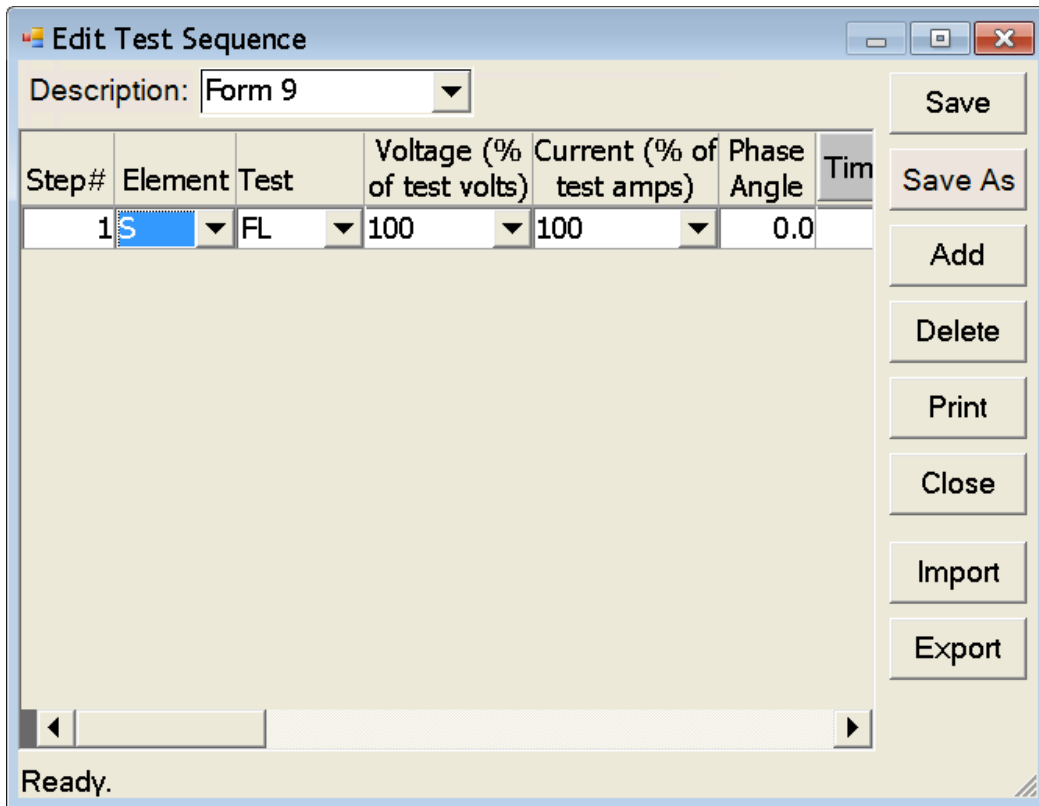 Edit Test Sequence
Description: Form 9
Save
Step# Element Test Voltage (% of test volts) Current (% of test amps) Phase Angle Tim
Save As
1 S FL 100 100 0.0
Add
Delete
Print
Close
Import
Export
Ready.